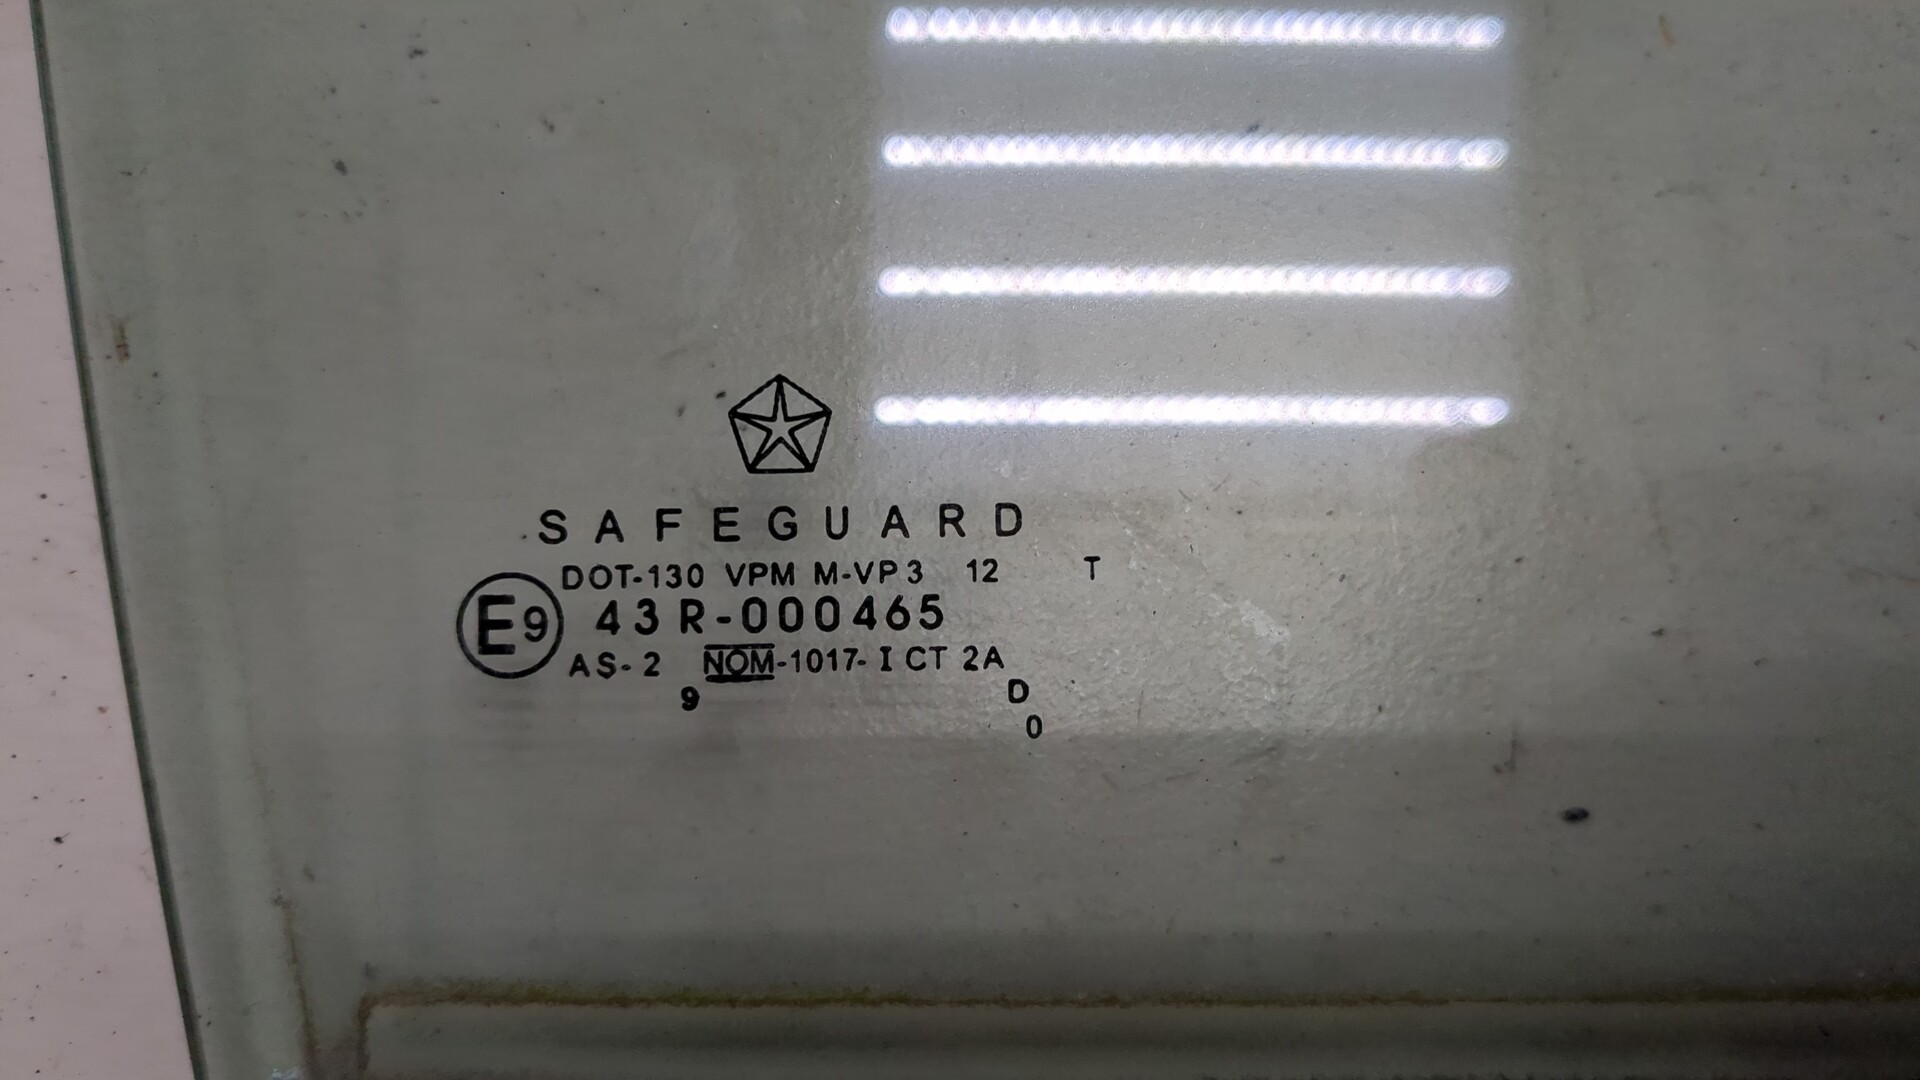 SAFEGUARD
DOT-130 VPM M-VP3 12 T
E9 43R-000465
AS-2 NOM-1017-I CT 2A
9 D
0